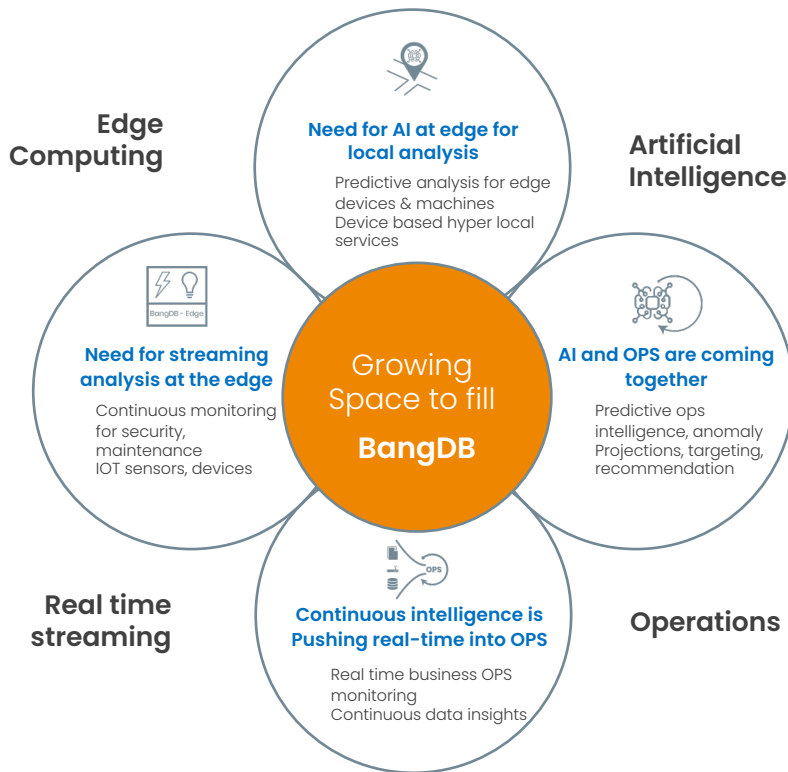 Edge
Computing
Need for AI at edge for
local analysis
Predictive analysis for edge
devices & machines
Device based hyper local
services
Artificial
Intelligence
BangDB - Edge
Need for streaming
analysis at the edge
Continuous monitoring
for security,
maintenance
IOT sensors, devices
Growing
Space to fill
BangDB
AI and OPS are coming
together
Predictive ops
intelligence, anomaly
Projections, targeting,
recommendation
Real time
streaming
OPS
Continuous intelligence is
Pushing real-time into OPS
Real time business OPS
monitoring
Continuous data insights
Operations